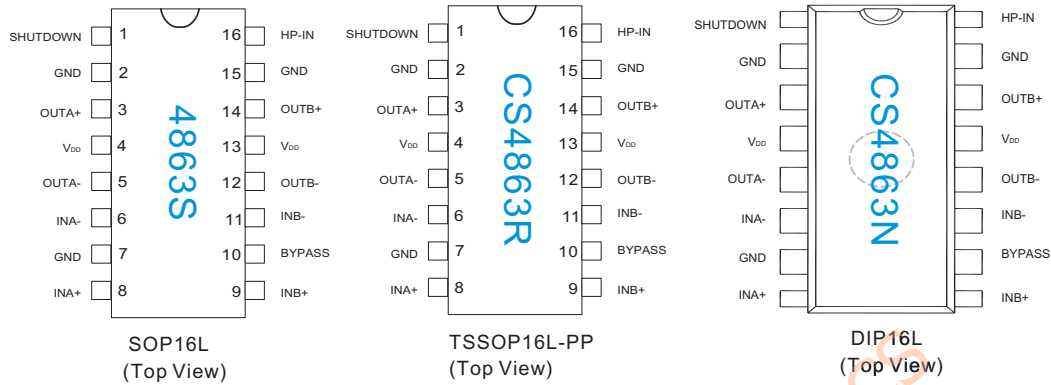 SHUTDOWN 1 16 HP-IN
GND 2 15 GND
OUTA+ 3 14 OUTB+
VDD 4 13 VDD
OUTA- 5 12 OUTB-
INA- 6 11 INB-
GND 7 10 BYPASS
INA+ 8 9 INB+
4863S
SOP16L
(Top View)
SHUTDOWN 1 16 HP-IN
GND 2 15 GND
OUTA+ 3 14 OUTB+
VDD 4 13 VDD
OUTA- 5 12 OUTB-
INA- 6 11 INB-
GND 7 10 BYPASS
INA+ 8 9 INB+
CS4863R
TSSOP16L-PP
(Top View)
SHUTDOWN HP-IN
GND GND
OUTA+ OUTB+
VDD VDD
OUTA- OUTB-
INA- INB-
GND BYPASS
INA+ INB+
CS4863N
DIP16L
(Top View)
CS